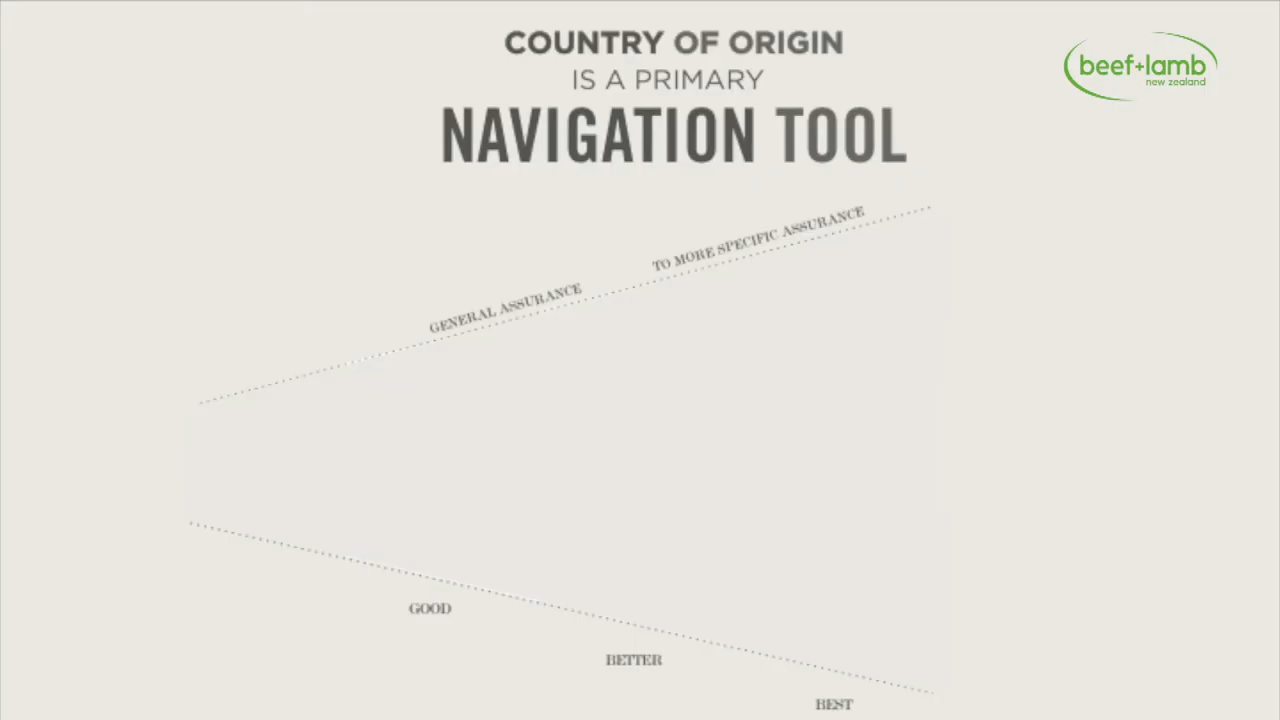 COUNTRY OF ORIGIN
IS A PRIMARY
NAVIGATION TOOL
beef+lamb
new zealand
GENERAL ASSURANCE
TO MORE SPECIFIC ASSURANCE
GOOD
BETTER
BEST